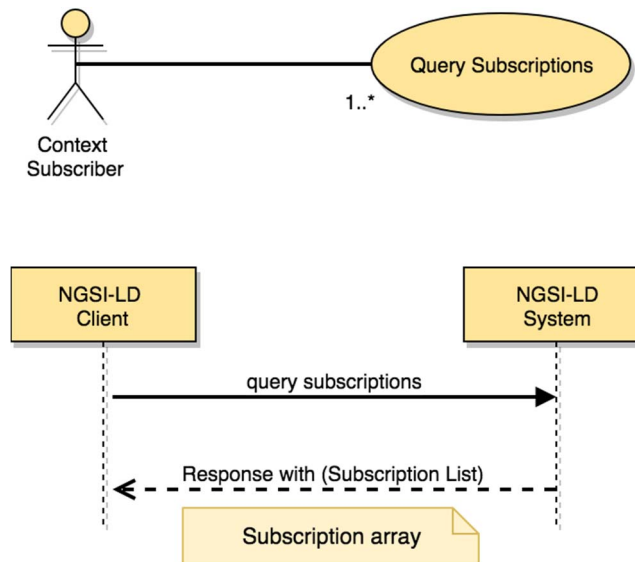 Query Subscriptions
1..*
Context
Subscriber
NGSI-LD
Client
NGSI-LD
System
query subscriptions
Response with (Subscription List)
Subscription array